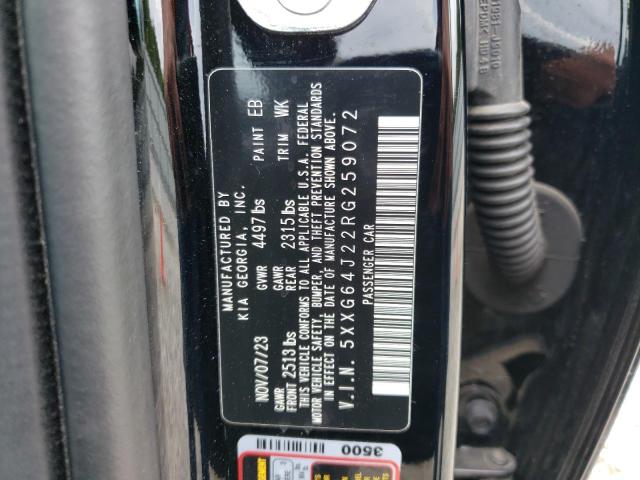 MANUFACTURED BY
KIA GEORGIA, INC.
NOV/07/23 GVWR 4497lbs PAINT EB
GAWR FRONT 2513lbs GAWR REAR 2315lbs TRIM WK
THIS VEHICLE CONFORMS TO ALL APPLICABLE U.S.A. FEDERAL
MOTOR VEHICLE SAFETY, BUMPER, AND THEFT PREVENTION STANDARDS
IN EFFECT ON THE DATE OF MANUFACTURE SHOWN ABOVE.
V.I.N. 5XXG64J22RG259072
PASSENGER CAR
3500